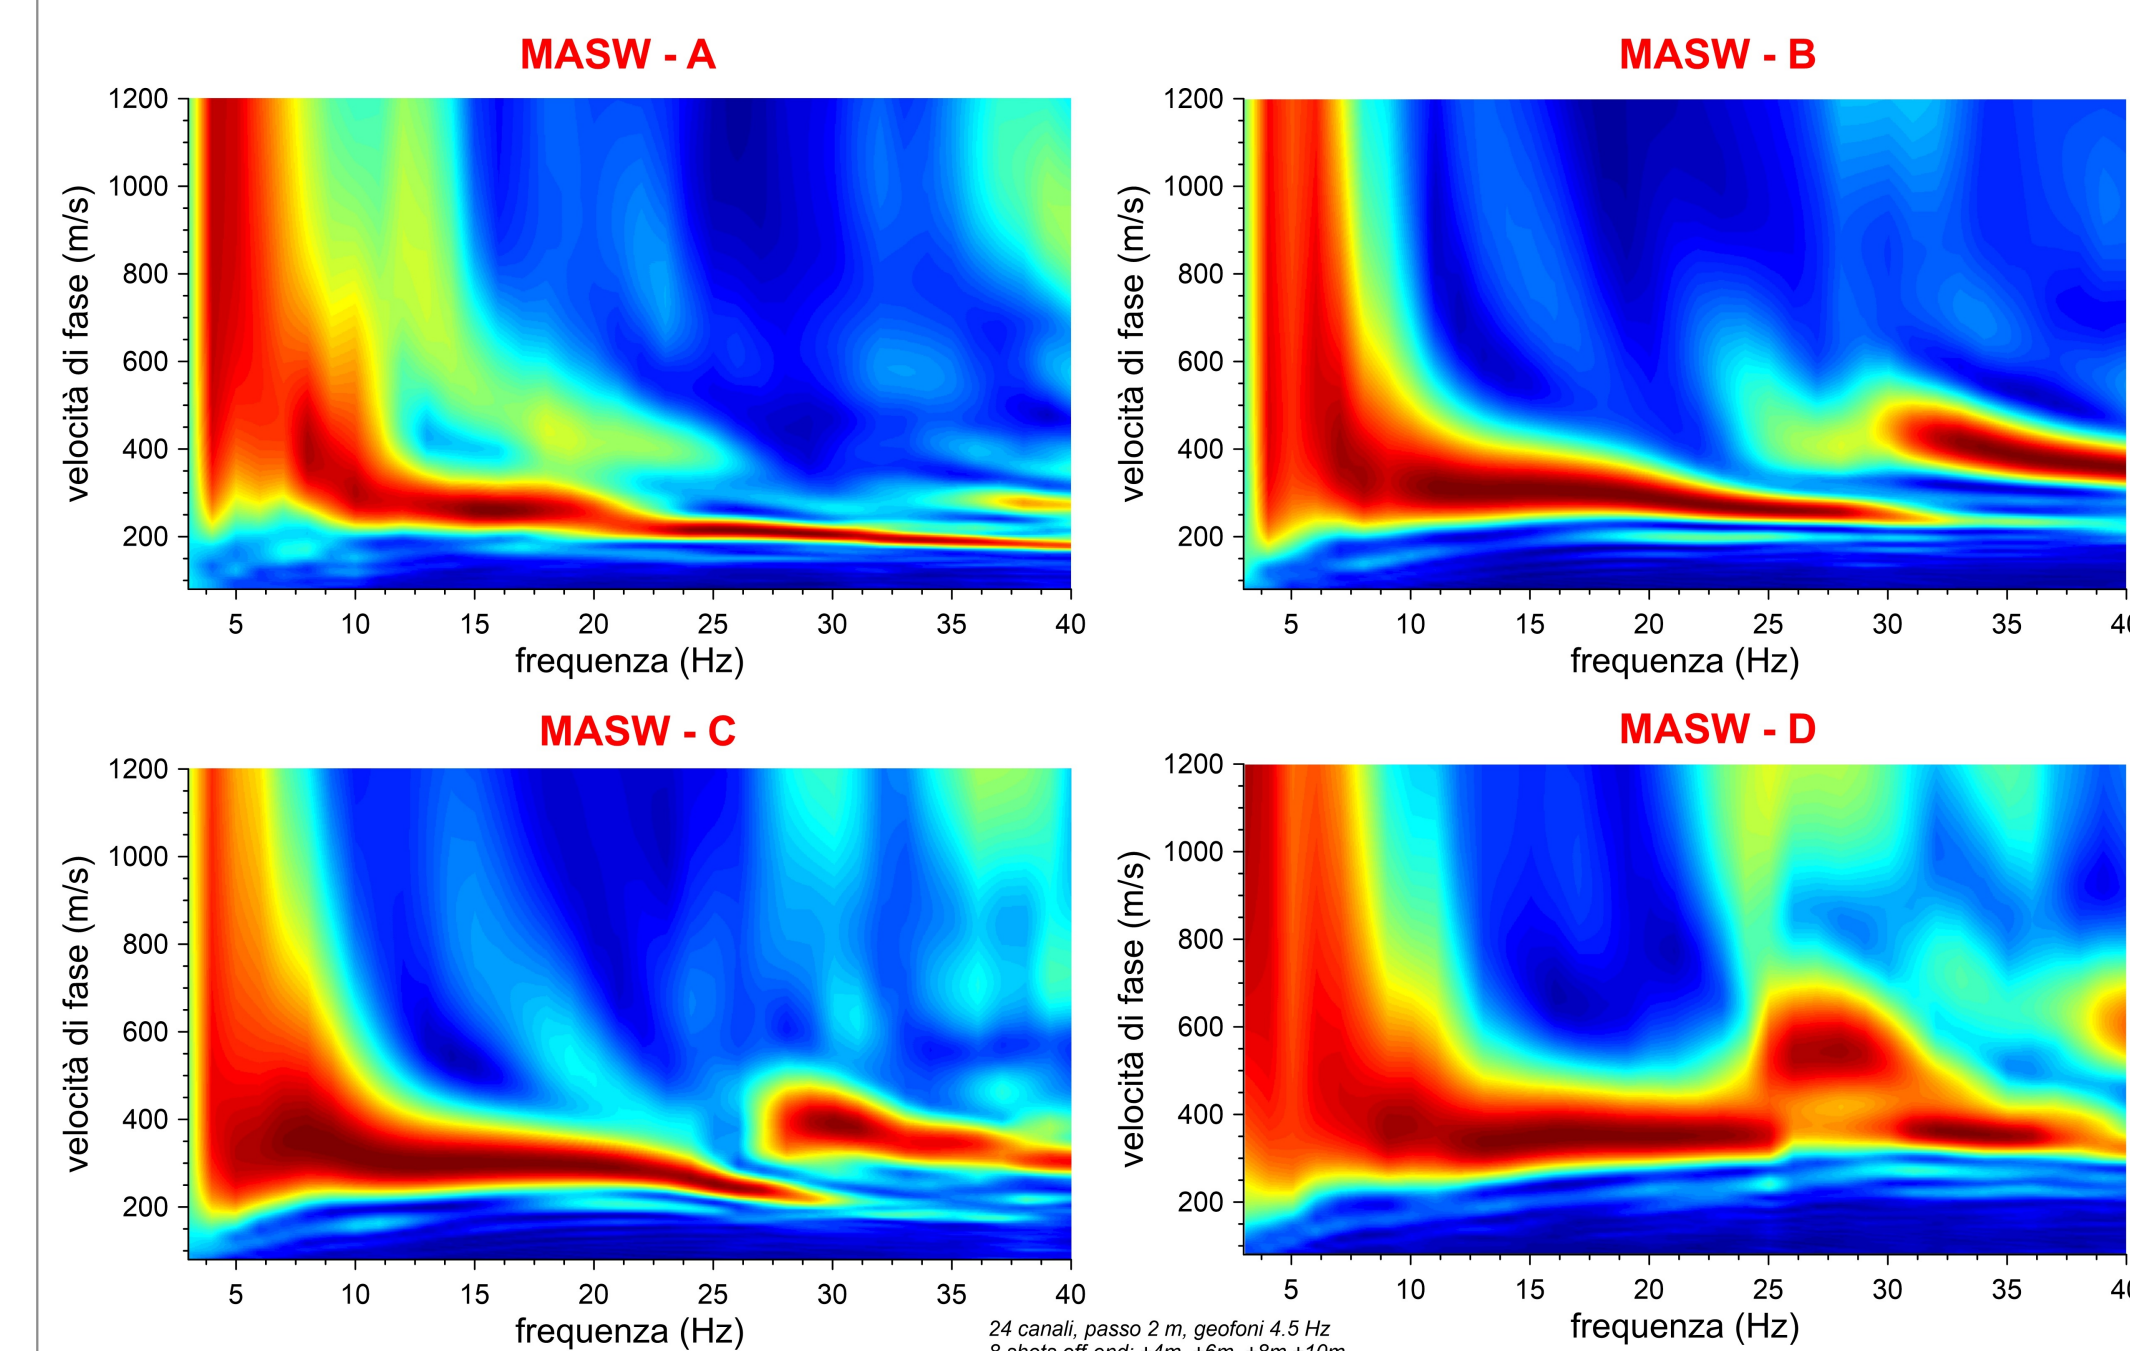 MASW - A
1200
1000
800
600
400
200
velocità di fase (m/s)
5 10 15 20 25 30 35 40
frequenza (Hz)
MASW - B
1200
1000
800
600
400
200
velocità di fase (m/s)
5 10 15 20 25 30 35 40
frequenza (Hz)
MASW - C
1200
1000
800
600
400
200
velocità di fase (m/s)
5 10 15 20 25 30 35 40
frequenza (Hz)
MASW - D
1200
1000
800
600
400
200
velocità di fase (m/s)
5 10 15 20 25 30 35 40
frequenza (Hz)
24 canali, passo 2 m, geofoni 4.5 Hz